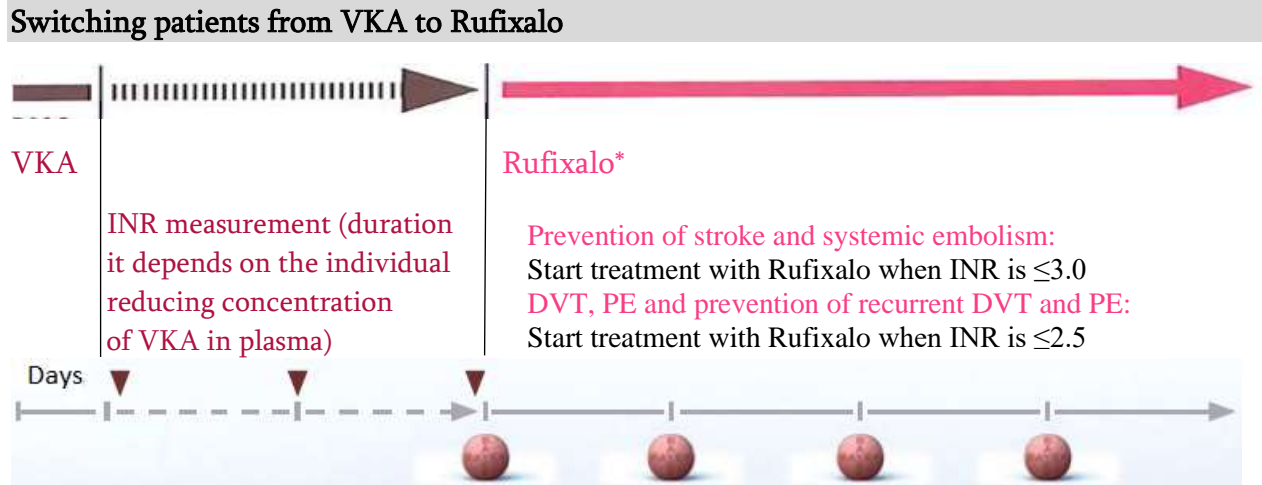 Switching patients from VKA to Rufixalo
VKA
Rufixalo*
INR measurement (duration
it depends on the individual
reducing concentration
of VKA in plasma)
Prevention of stroke and systemic embolism:
Start treatment with Rufixalo when INR is ≤3.0
DVT, PE and prevention of recurrent DVT and PE:
Start treatment with Rufixalo when INR is ≤2.5
Days